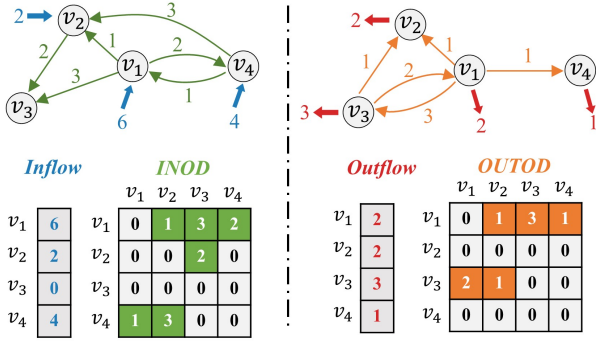 2
v2
3
2
1
2
v1
v4
3
1
v3
6
4
2
v2
1
v1
1
v4
1
2
3
v3
3
2
1
Inflow
INOD
v1 v2 v3 v4
v1 6
v1 0 1 3 2
v2 2
v2 0 0 2 0
v3 0
v3 0 0 0 0
v4 4
v4 1 3 0 0
Outflow
OUTOD
v1 v2 v3 v4
v1 2
v1 0 1 3 1
v2 2
v2 0 0 0 0
v3 3
v3 2 1 0 0
v4 1
v4 0 0 0 0